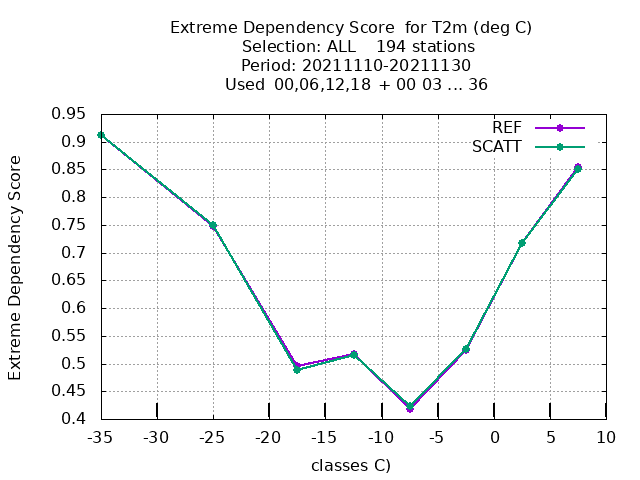 Extreme Dependency Score  for T2m (deg C)
Selection: ALL    194 stations
Period: 20211110-20211130
Used  00,06,12,18 + 00 03 ... 36
REF
SCATT
Extreme Dependency Score
0.95
0.9
0.85
0.8
0.75
0.7
0.65
0.6
0.55
0.5
0.45
0.4
-35 -30 -25 -20 -15 -10 -5 0 5 10
classes C)